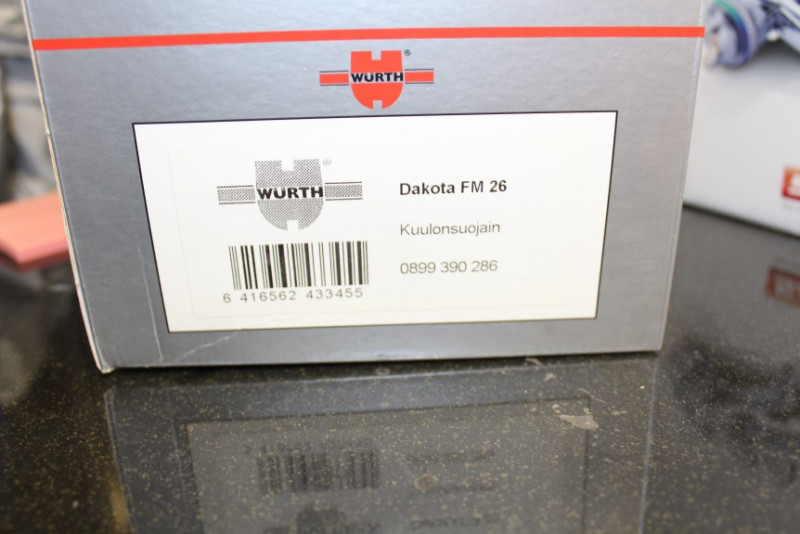 WÜRTH
WÜRTH
Dakota FM 26
Kuulonsuojain
0899 390 286
6 416562 433455